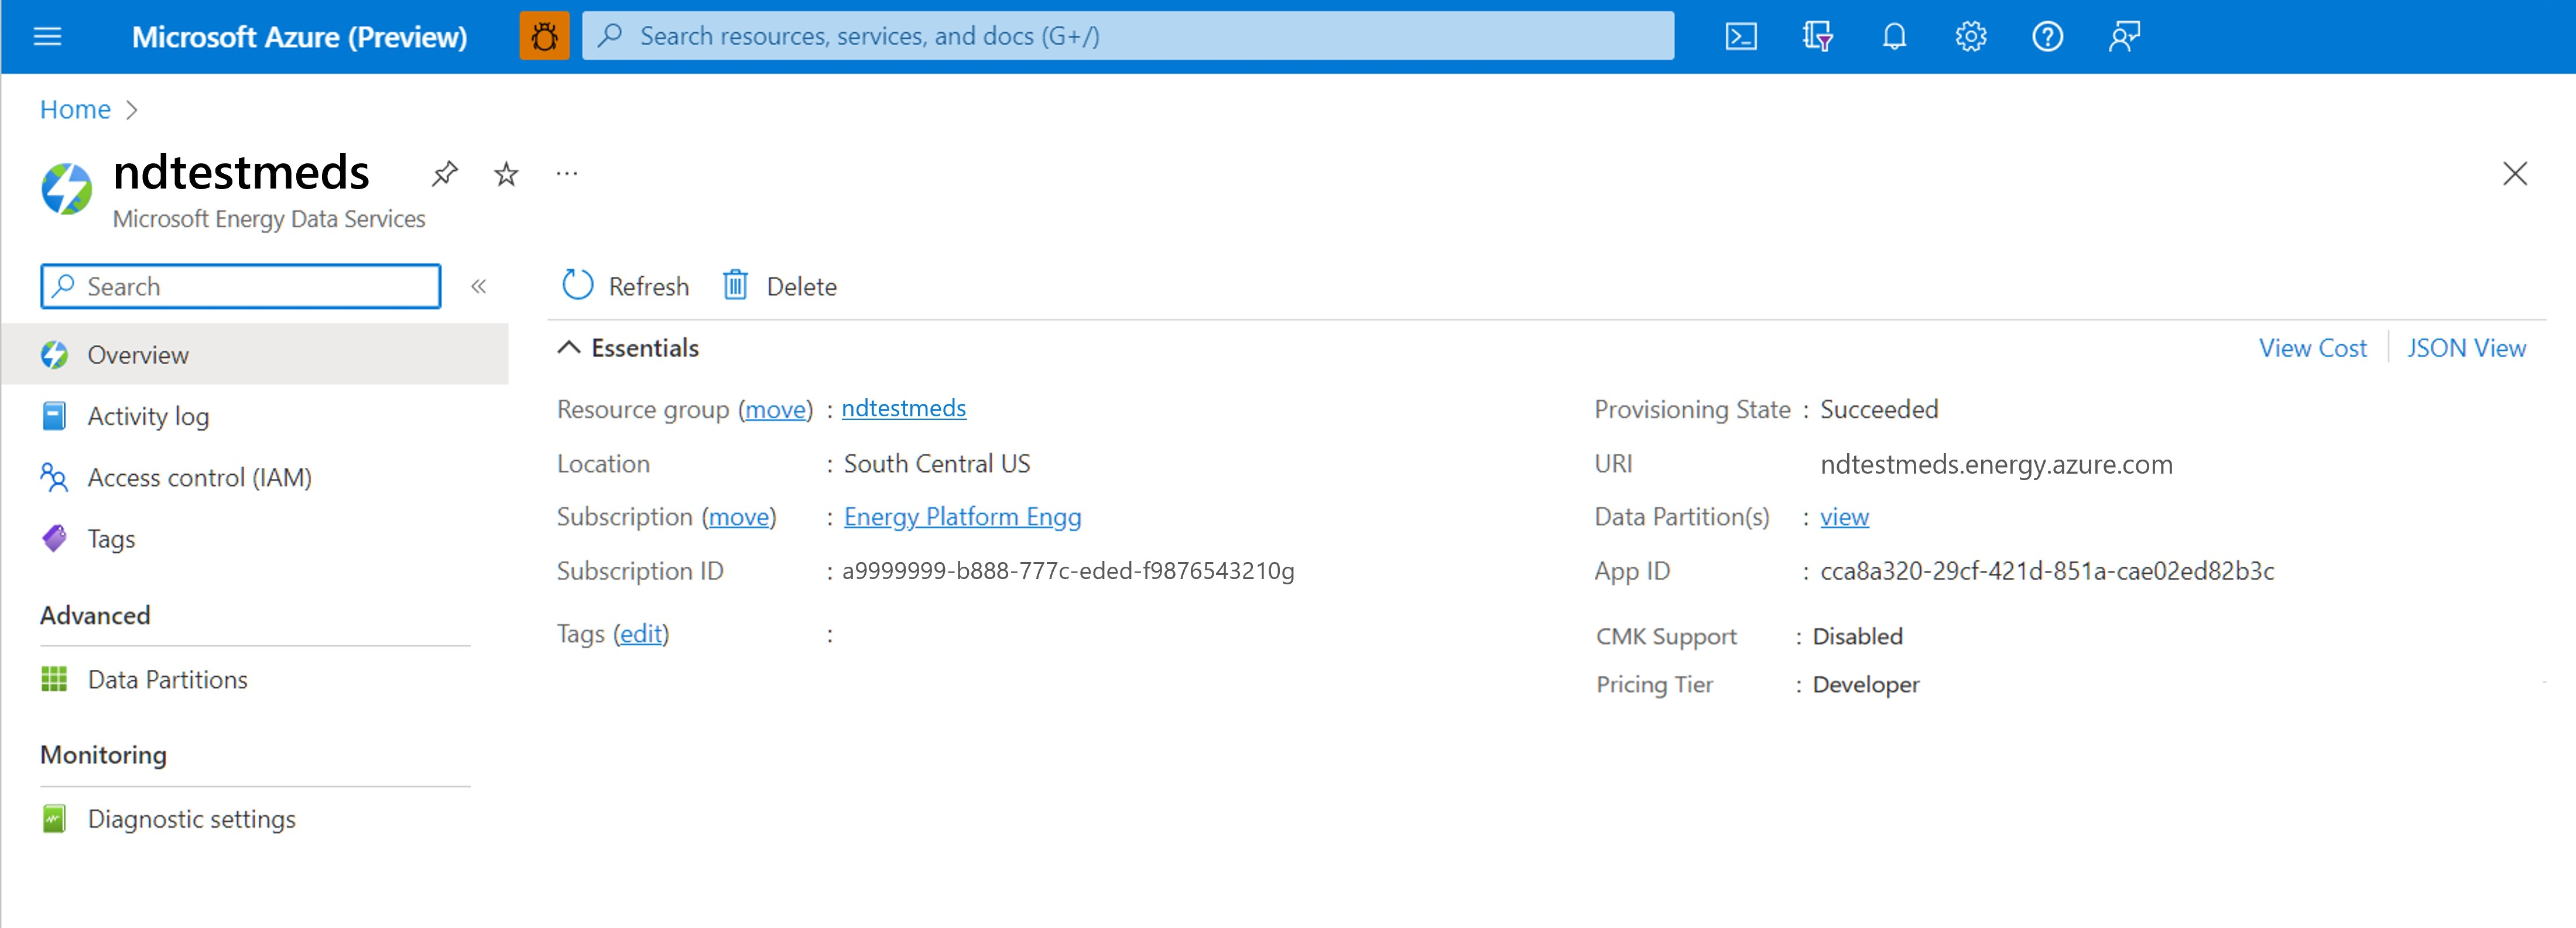 Microsoft Azure (Preview)
Search resources, services, and docs (G+/)
Home
ndtestmeds
Microsoft Energy Data Services
Search
«
Refresh
Delete
Overview
Essentials
View Cost
JSON View
Activity log
Resource group (move) : ndtestmeds
Provisioning State : Succeeded
Access control (IAM)
Location : South Central US
URI ndtestmeds.energy.azure.com
Tags
Subscription (move) : Energy Platform Engg
Data Partition(s) : view
Subscription ID : a9999999-b888-777c-eded-f9876543210g
App ID : cca8a320-29cf-421d-851a-cae02ed82b3c
Advanced
Tags (edit) :
CMK Support : Disabled
Data Partitions
Pricing Tier : Developer
Monitoring
Diagnostic settings